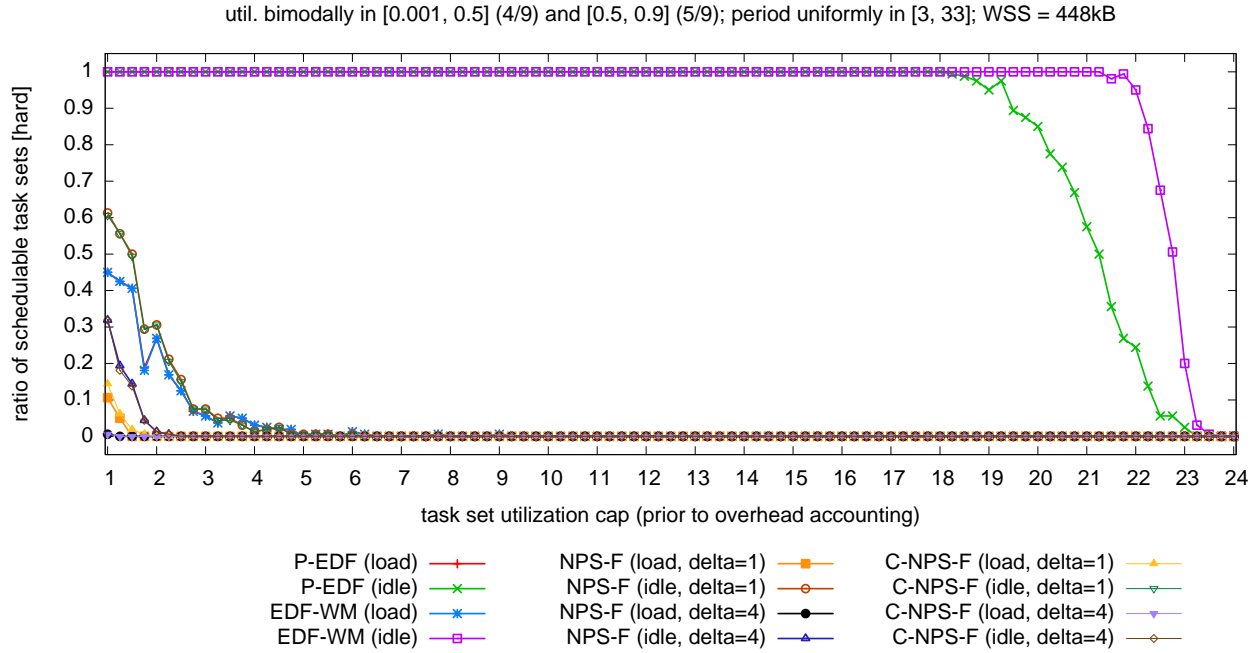 util. bimodally in [0.001, 0.5] (4/9) and [0.5, 0.9] (5/9); period uniformly in [3, 33]; WSS = 448kB
ratio of schedulable task sets [hard]
1
0.9
0.8
0.7
0.6
0.5
0.4
0.3
0.2
0.1
0
1 2 3 4 5 6 7 8 9 10 11 12 13 14 15 16 17 18 19 20 21 22 23 24
task set utilization cap (prior to overhead accounting)
P-EDF (load) NPS-F (load, delta=1) C-NPS-F (load, delta=1)
P-EDF (idle) NPS-F (idle, delta=1) C-NPS-F (idle, delta=1)
EDF-WM (load) NPS-F (load, delta=4) C-NPS-F (load, delta=4)
EDF-WM (idle) NPS-F (idle, delta=4) C-NPS-F (idle, delta=4)